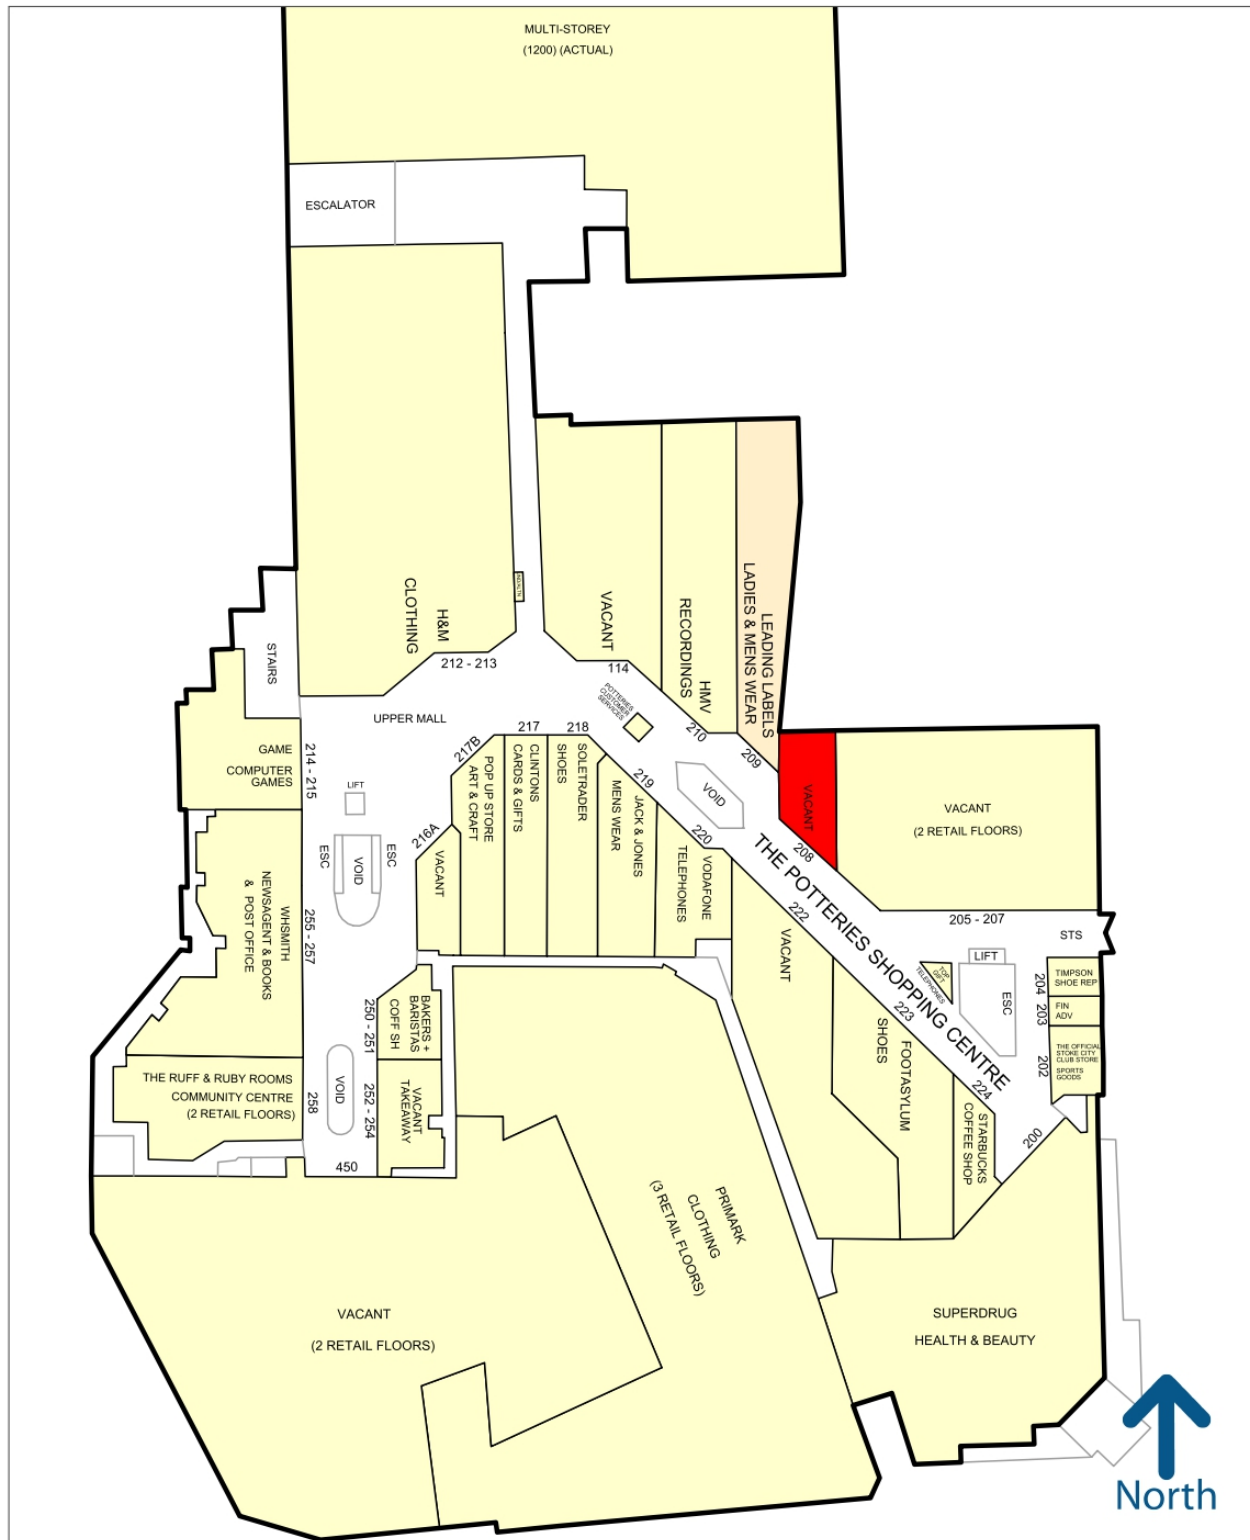 MULTI-STOREY
(1200) (ACTUAL)
ESCALATOR
H&M
CLOTHING
212 - 213
VACANT
114
HMV
RECORDINGS
210
LEADING LABELS
LADIES & MENS WEAR
209
STAIRS
UPPER MALL
POTTERIES
CUSTOMER
SERVICES
GAME
COMPUTER
GAMES
214 - 215
LIFT
ESC
VOID
ESC
217B
POP UP STORE
ART & CRAFT
217
CLINTONS
CARDS & GIFTS
218
SOLETRADER
SHOES
219
JACK & JONES
MENS WEAR
220
VODAFONE
TELEPHONES
VOID
VACANT
208
VACANT
(2 RETAIL FLOORS)
205 - 207
STS
216A
VACANT
THE POTTERIES SHOPPING CENTRE
WHSMITH
NEWSAGENT & BOOKS
& POST OFFICE
255 - 257
222
VACANT
LIFT
ESC
TOP
GIFT
TELEPHONES
204
TIMPSON
SHOE REP
203
FIN
ADV
202
THE OFFICIAL
STOKE CITY
CLUB STORE
SPORTS
GOODS
223
FOOTASYLUM
SHOES
224
STARBUCKS
COFFEE SHOP
200
BAKERS +
BARISTAS
COFF SH
250 - 251
THE RUFF & RUBY ROOMS
COMMUNITY CENTRE
(2 RETAIL FLOORS)
258
VOID
252 - 254
VACANT
TAKEAWAY
450
PRIMARK
CLOTHING
(3 RETAIL FLOORS)
VACANT
(2 RETAIL FLOORS)
SUPERDRUG
HEALTH & BEAUTY
North